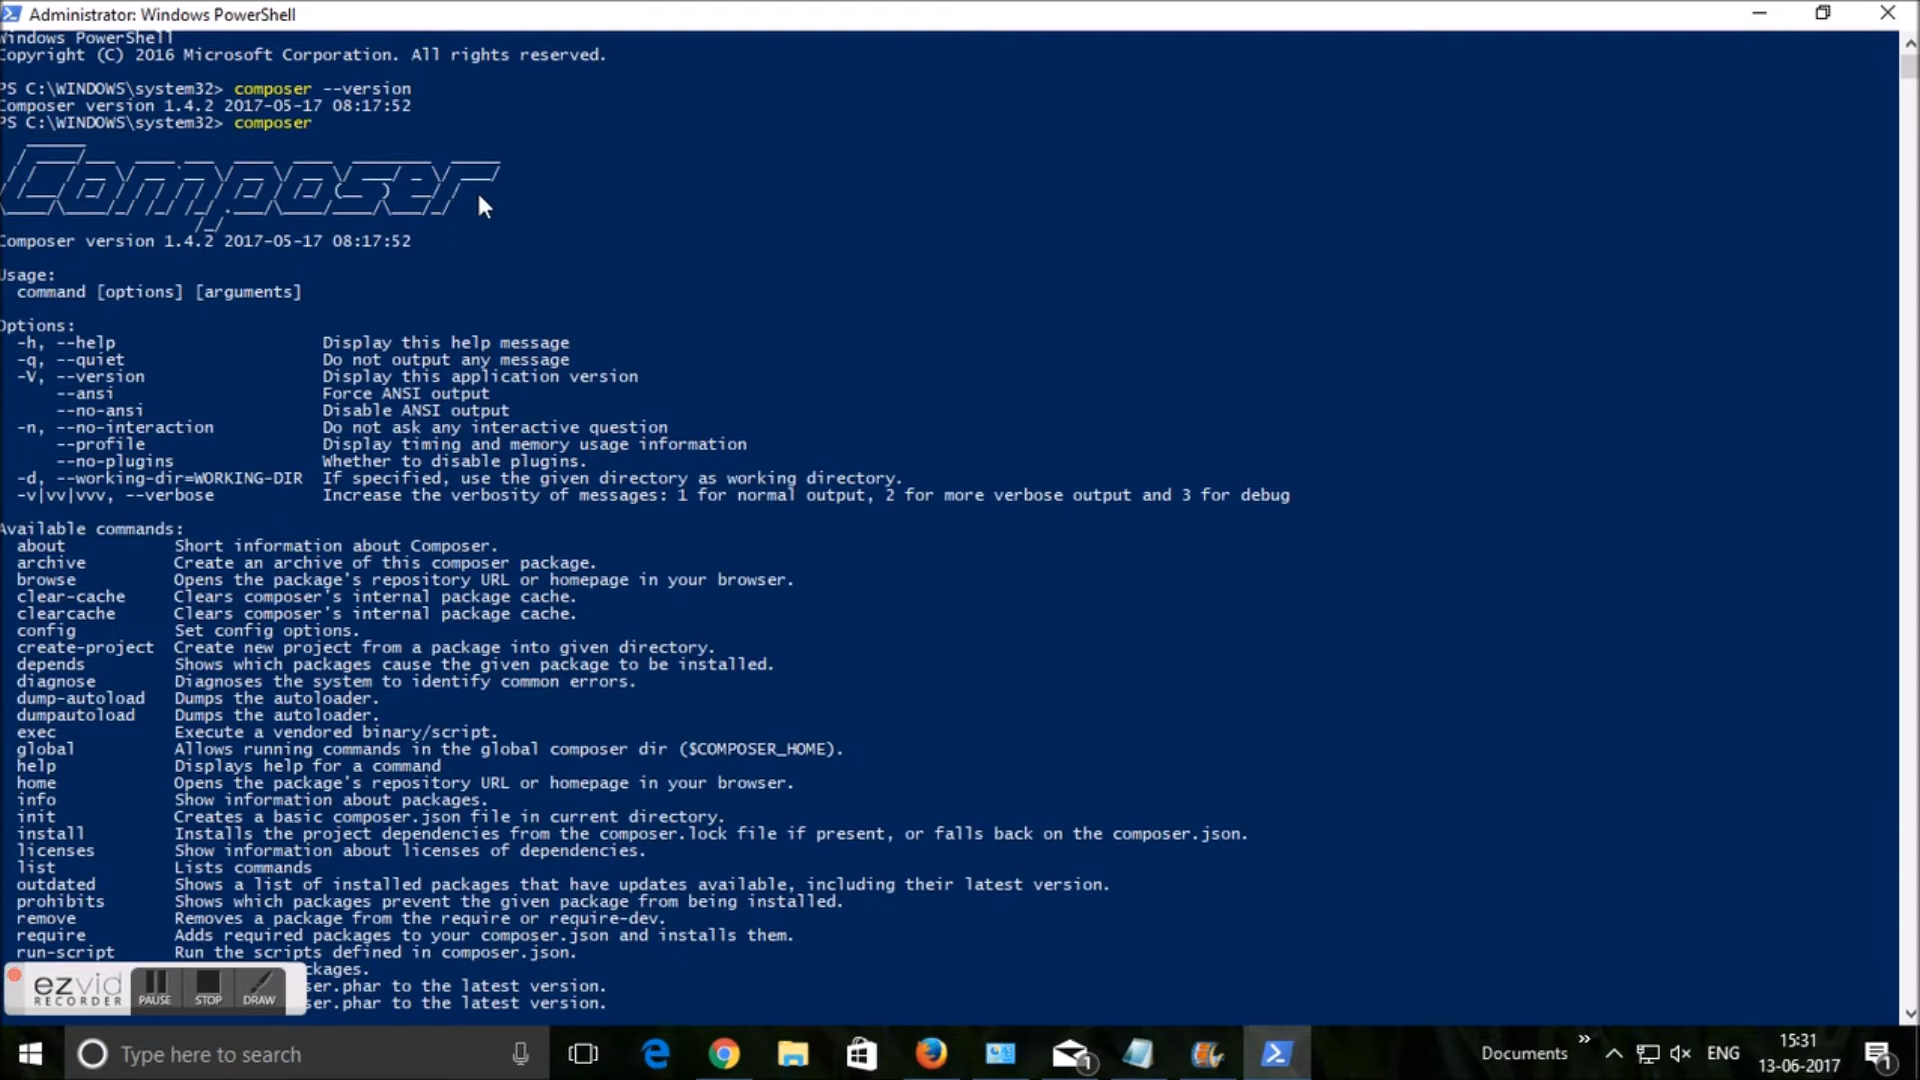 Administrator: Windows PowerShell
Windows PowerShell
Copyright (C) 2016 Microsoft Corporation. All rights reserved.
PS C:\WINDOWS\system32> composer --version
Composer version 1.4.2 2017-05-17 08:17:52
PS C:\WINDOWS\system32> composer
Composer
Composer version 1.4.2 2017-05-17 08:17:52
Usage:
command [options] [arguments]
Options:
-h, --help Display this help message
-q, --quiet Do not output any message
-V, --version Display this application version
--ansi Force ANSI output
--no-ansi Disable ANSI output
-n, --no-interaction Do not ask any interactive question
--profile Display timing and memory usage information
--no-plugins Whether to disable plugins.
-d, --working-dir=WORKING-DIR If specified, use the given directory as working directory.
-v|vv|vvv, --verbose Increase the verbosity of messages: 1 for normal output, 2 for more verbose output and 3 for debug
Available commands:
about Short information about Composer.
archive Create an archive of this composer package.
browse Opens the package's repository URL or homepage in your browser.
clear-cache Clears composer's internal package cache.
clearcache Clears composer's internal package cache.
config Set config options.
create-project Create new project from a package into given directory.
depends Shows which packages cause the given package to be installed.
diagnose Diagnoses the system to identify common errors.
dump-autoload Dumps the autoloader.
dumpautoload Dumps the autoloader.
exec Execute a vendored binary/script.
global Allows running commands in the global composer dir ($COMPOSER_HOME).
help Displays help for a command
home Opens the package's repository URL or homepage in your browser.
info Show information about packages.
init Creates a basic composer.json file in current directory.
install Installs the project dependencies from the composer.lock file if present, or falls back on the composer.json.
licenses Show information about licenses of dependencies.
list Lists commands
outdated Shows a list of installed packages that have updates available, including their latest version.
prohibits Shows which packages prevent the given package from being installed.
remove Removes a package from the require or require-dev.
require Adds required packages to your composer.json and installs them.
run-script Run the scripts defined in composer.json.
ckages.
ser.phar to the latest version.
ser.phar to the latest version.
ezvid
RECORDER
PAUSE STOP DRAW
Type here to search
1
Documents
ENG
15:31
13-06-2017
1